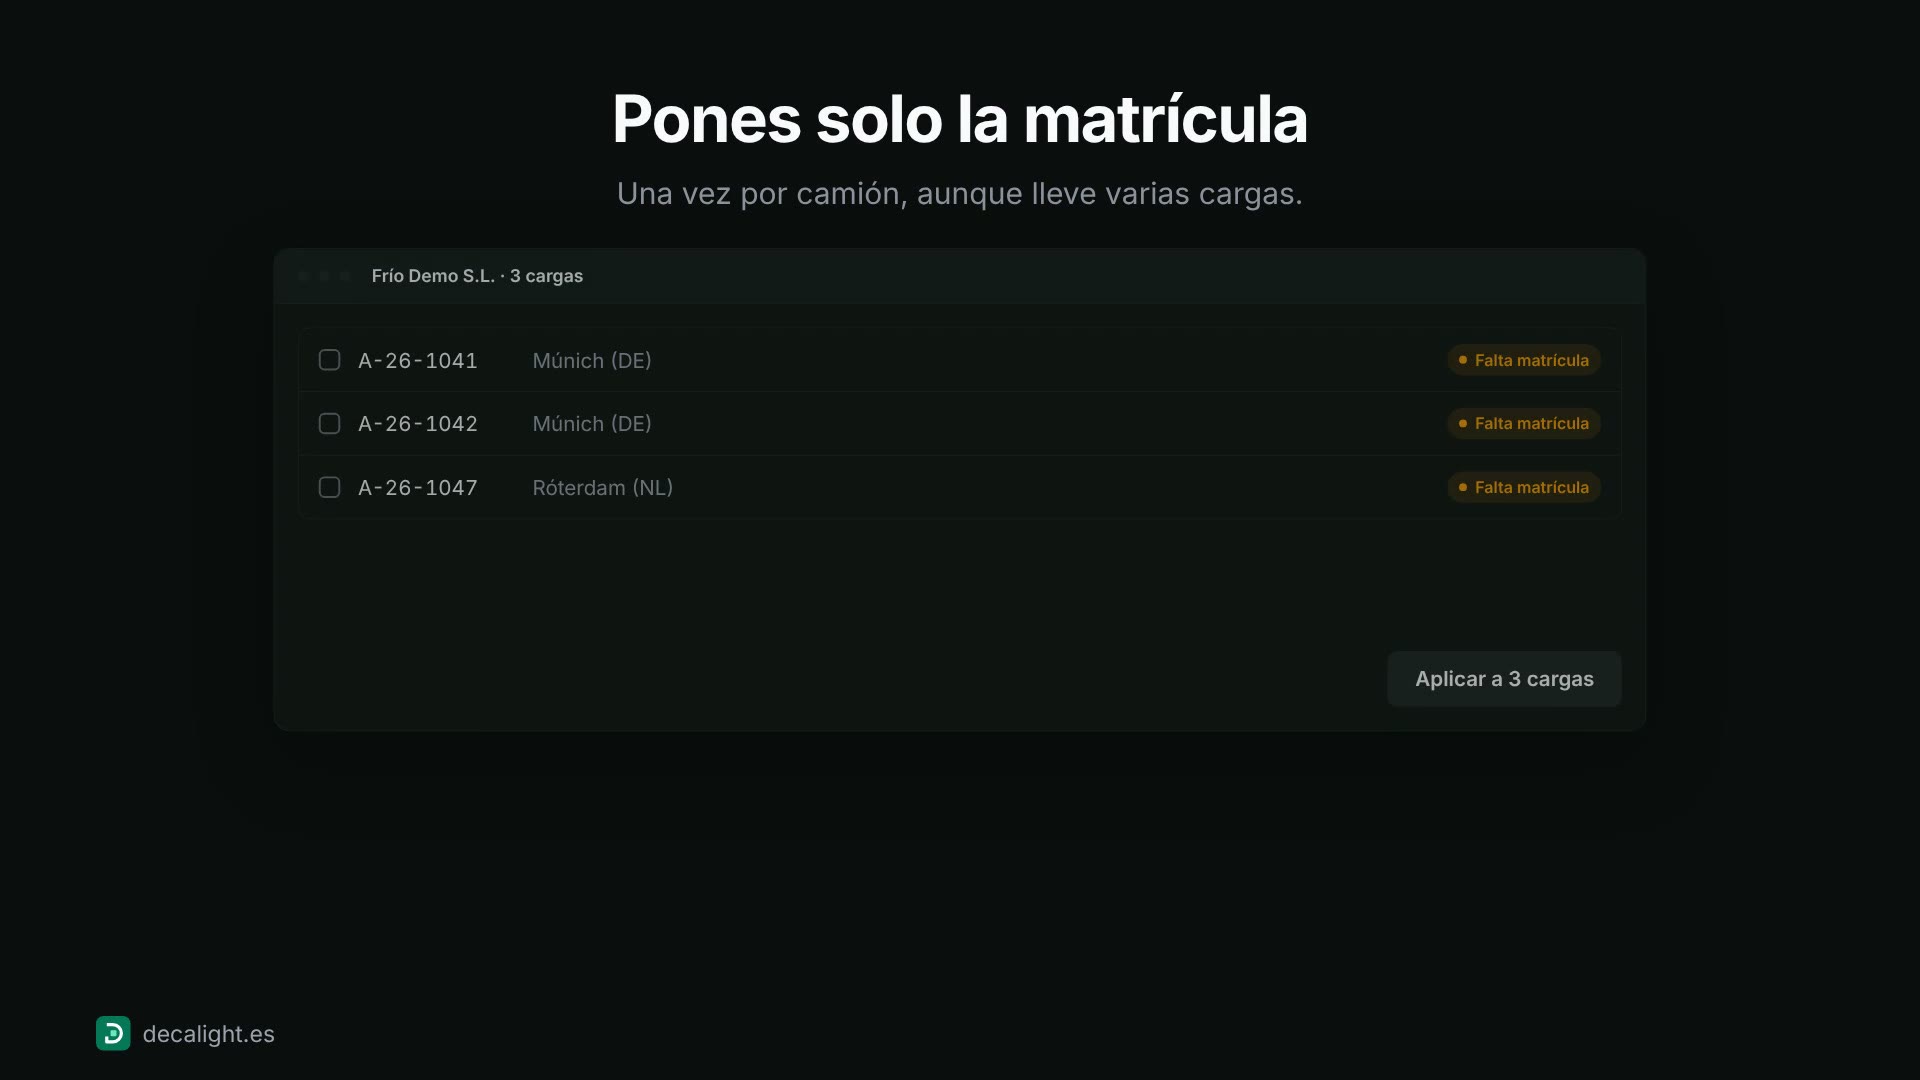 Pones solo la matrícula
Una vez por camión, aunque lleve varias cargas.
Frío Demo S.L. · 3 cargas
A-26-1041 Múnich (DE) Falta matrícula
A-26-1042 Múnich (DE) Falta matrícula
A-26-1047 Róterdam (NL) Falta matrícula
Aplicar a 3 cargas
decalight.es